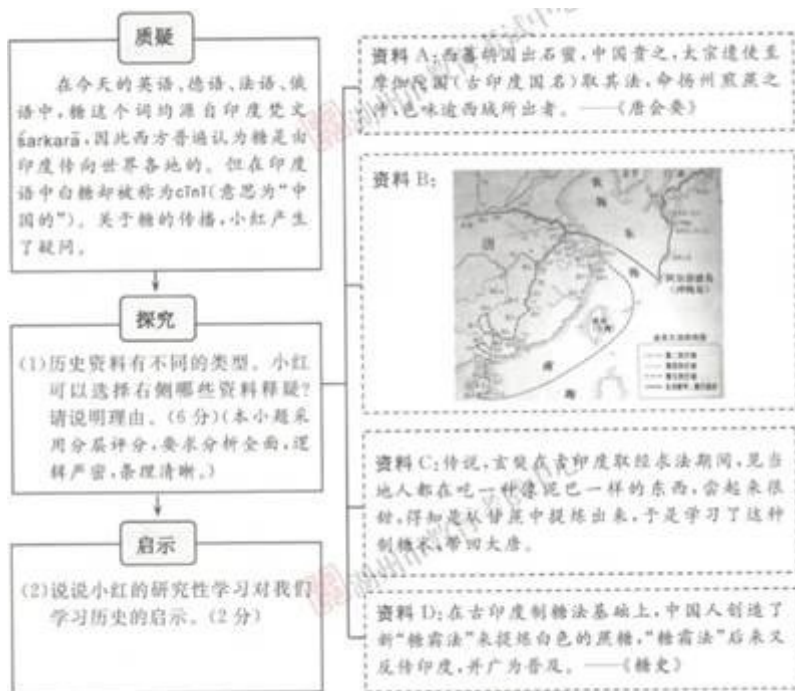 质疑
在今天的英语、德语、法语、俄
语中,糖这个词均源自印度梵文
śarkarā,因此西方普遍认为糖是由
印度传向世界各地的。但在印度
语中白糖却被称为cīnī(意思为“中
国的”)。关于糖的传播,小红产生
了疑问。
探究
(1)历史资料有不同的类型。小红
可以选择右侧哪些资料释疑?
请说明理由。(6分)(本小题采
用分层评分,要求分析全面,逻
辑严密,条理清晰。)
启示
(2)说说小红的研究性学习对我们
学习历史的启示。(2分)
资料A:西蕃胡国出石蜜,中国贵之,太宗遣使至
摩伽陀国(古印度国名)取其法,命扬州煎蔗之
汁,色味逾西域所出者。——《唐会要》
资料B:
唐
黄
海
东
海
南
海
阿尔奈波岛
(冲绳岛)
资料C:传说,玄奘在古印度取经求法期间,见当
地人都在吃一种像泥巴一样的东西,尝起来很
甜,得知是从甘蔗中提炼出来,于是学习了这种
制糖术,带回大唐。
资料D:在古印度制糖法基础上,中国人创造了
新“糖霜法”来提炼白色的蔗糖,“糖霜法”后来又
反传印度,并广为普及。——《糖史》